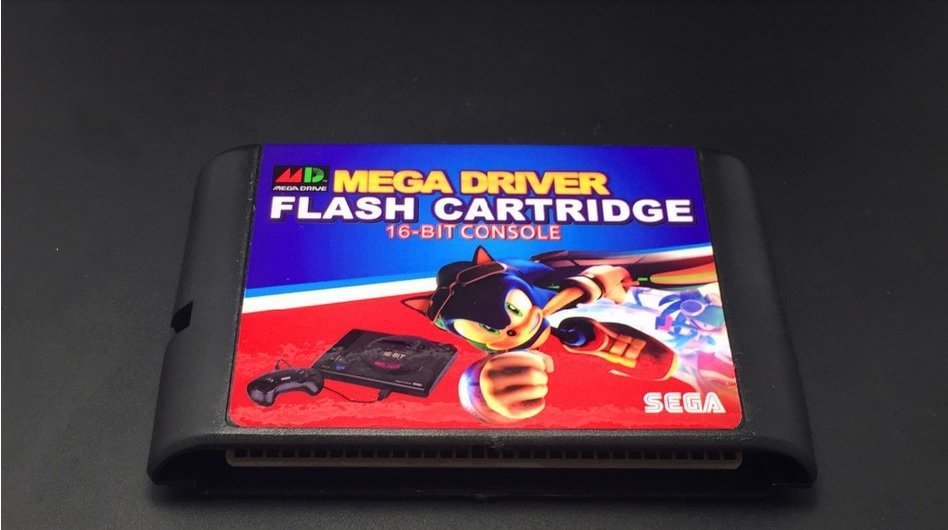 MD
MEGA DRIVE
MEGA DRIVER
FLASH CARTRIDGE
16-BIT CONSOLE
16-BIT
SEGA